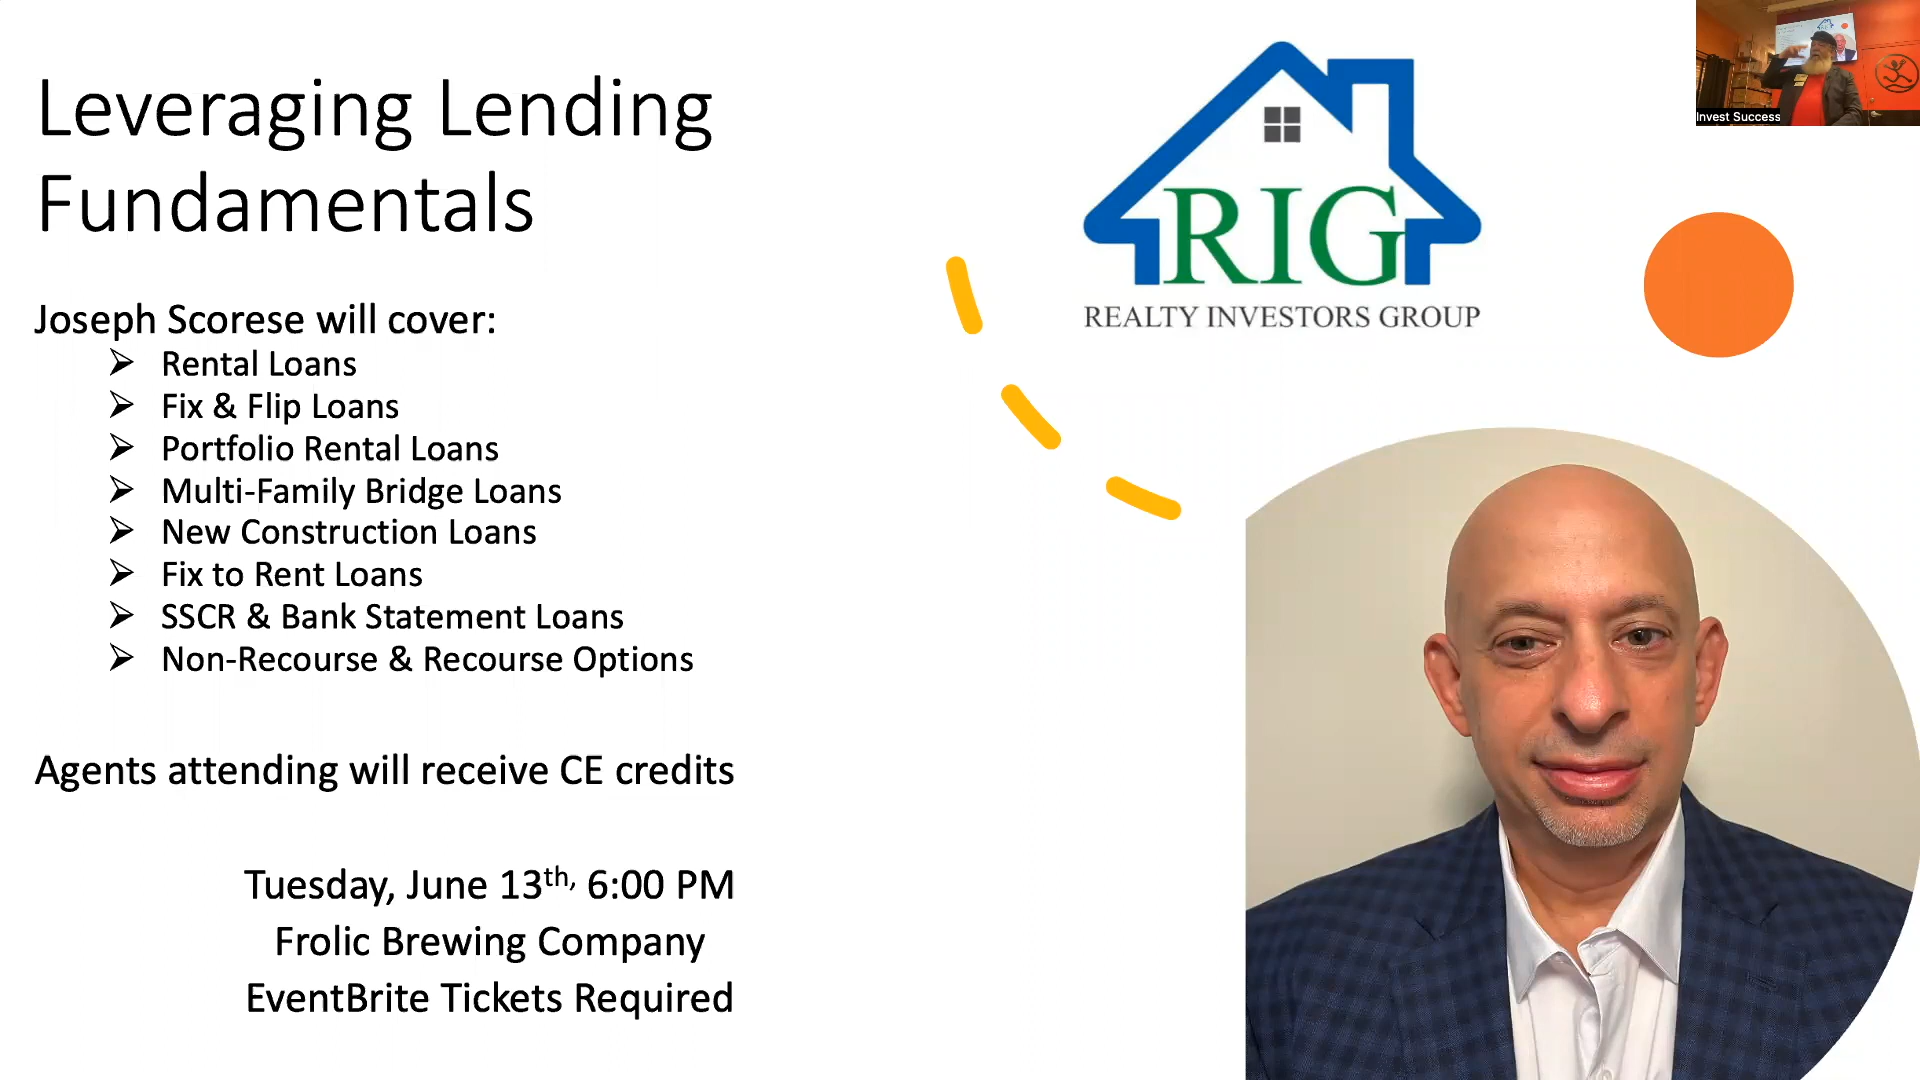 Leveraging Lending
Fundamentals
Joseph Scorese will cover:
Rental Loans
Fix & Flip Loans
Portfolio Rental Loans
Multi-Family Bridge Loans
New Construction Loans
Fix to Rent Loans
SSCR & Bank Statement Loans
Non-Recourse & Recourse Options
Agents attending will receive CE credits
Tuesday, June 13th, 6:00 PM
Frolic Brewing Company
EventBrite Tickets Required
RIG
REALTY INVESTORS GROUP
Invest Success